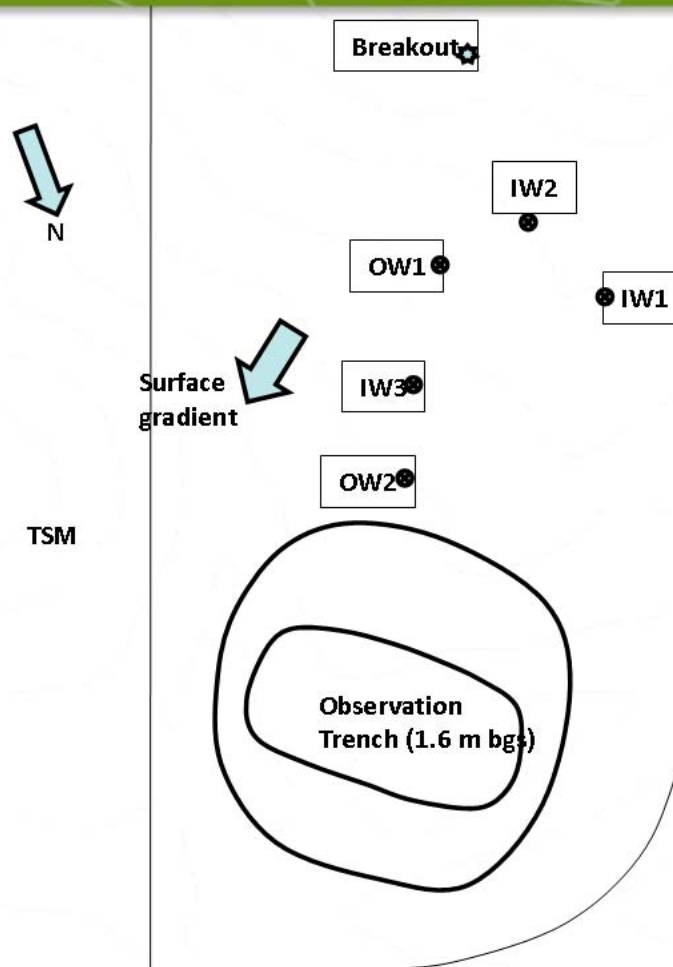 Breakout
IW2
N
OW1
IW1
Surface
gradient
IW3
OW2
TSM
Observation
Trench (1.6 m bgs)